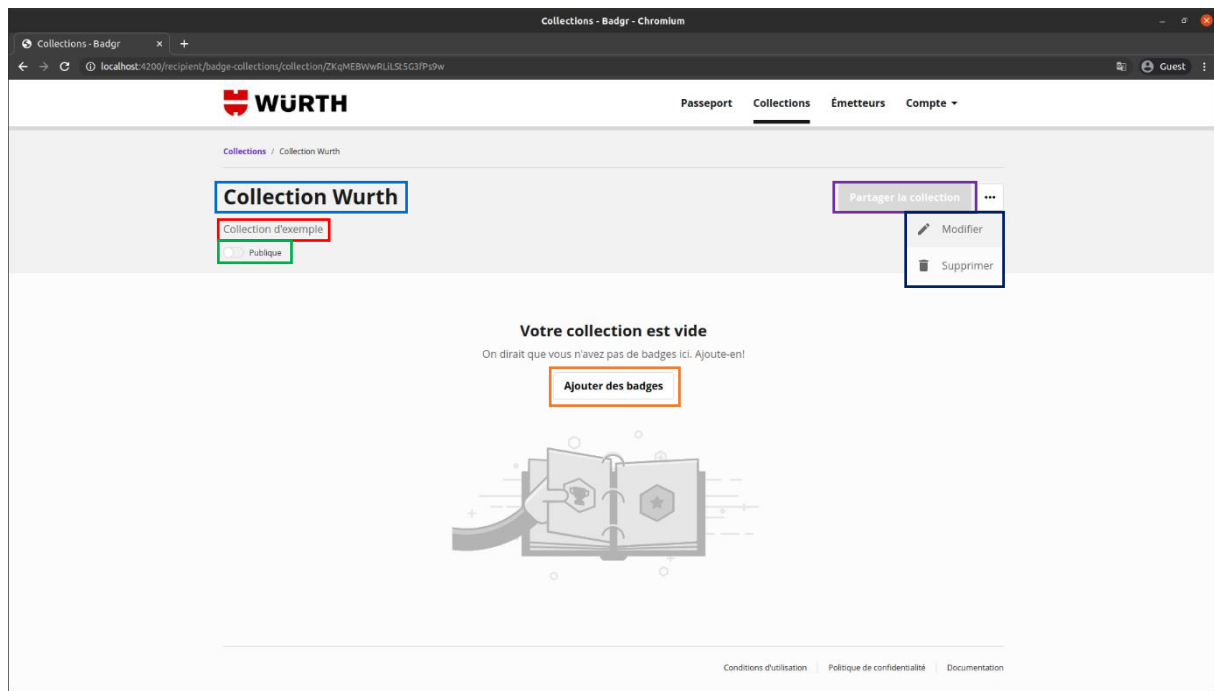 Collections - Badgr - Chromium
Collections - Badgr
localhost:4200/recipient/badge-collections/collection/ZKqMEBWwRLiLStSG3fPs9w
Guest
WÜRTH
Passeport Collections Émetteurs Compte
Collections / Collection Wurth
Collection Wurth
Partager la collection
Collection d'exemple
Modifier
Publique
Supprimer
Votre collection est vide
On dirait que vous n'avez pas de badges ici. Ajoute-en!
Ajouter des badges
Conditions d'utilisation Politique de confidentialité Documentation